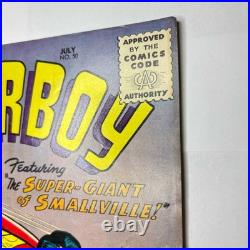 JULY
NO. 50
APPROVED
BY THE
COMICS
CODE
CA
AUTHORITY
RBOY
Featuring
"The SUPER-GIANT
of SMALLVILLE!"